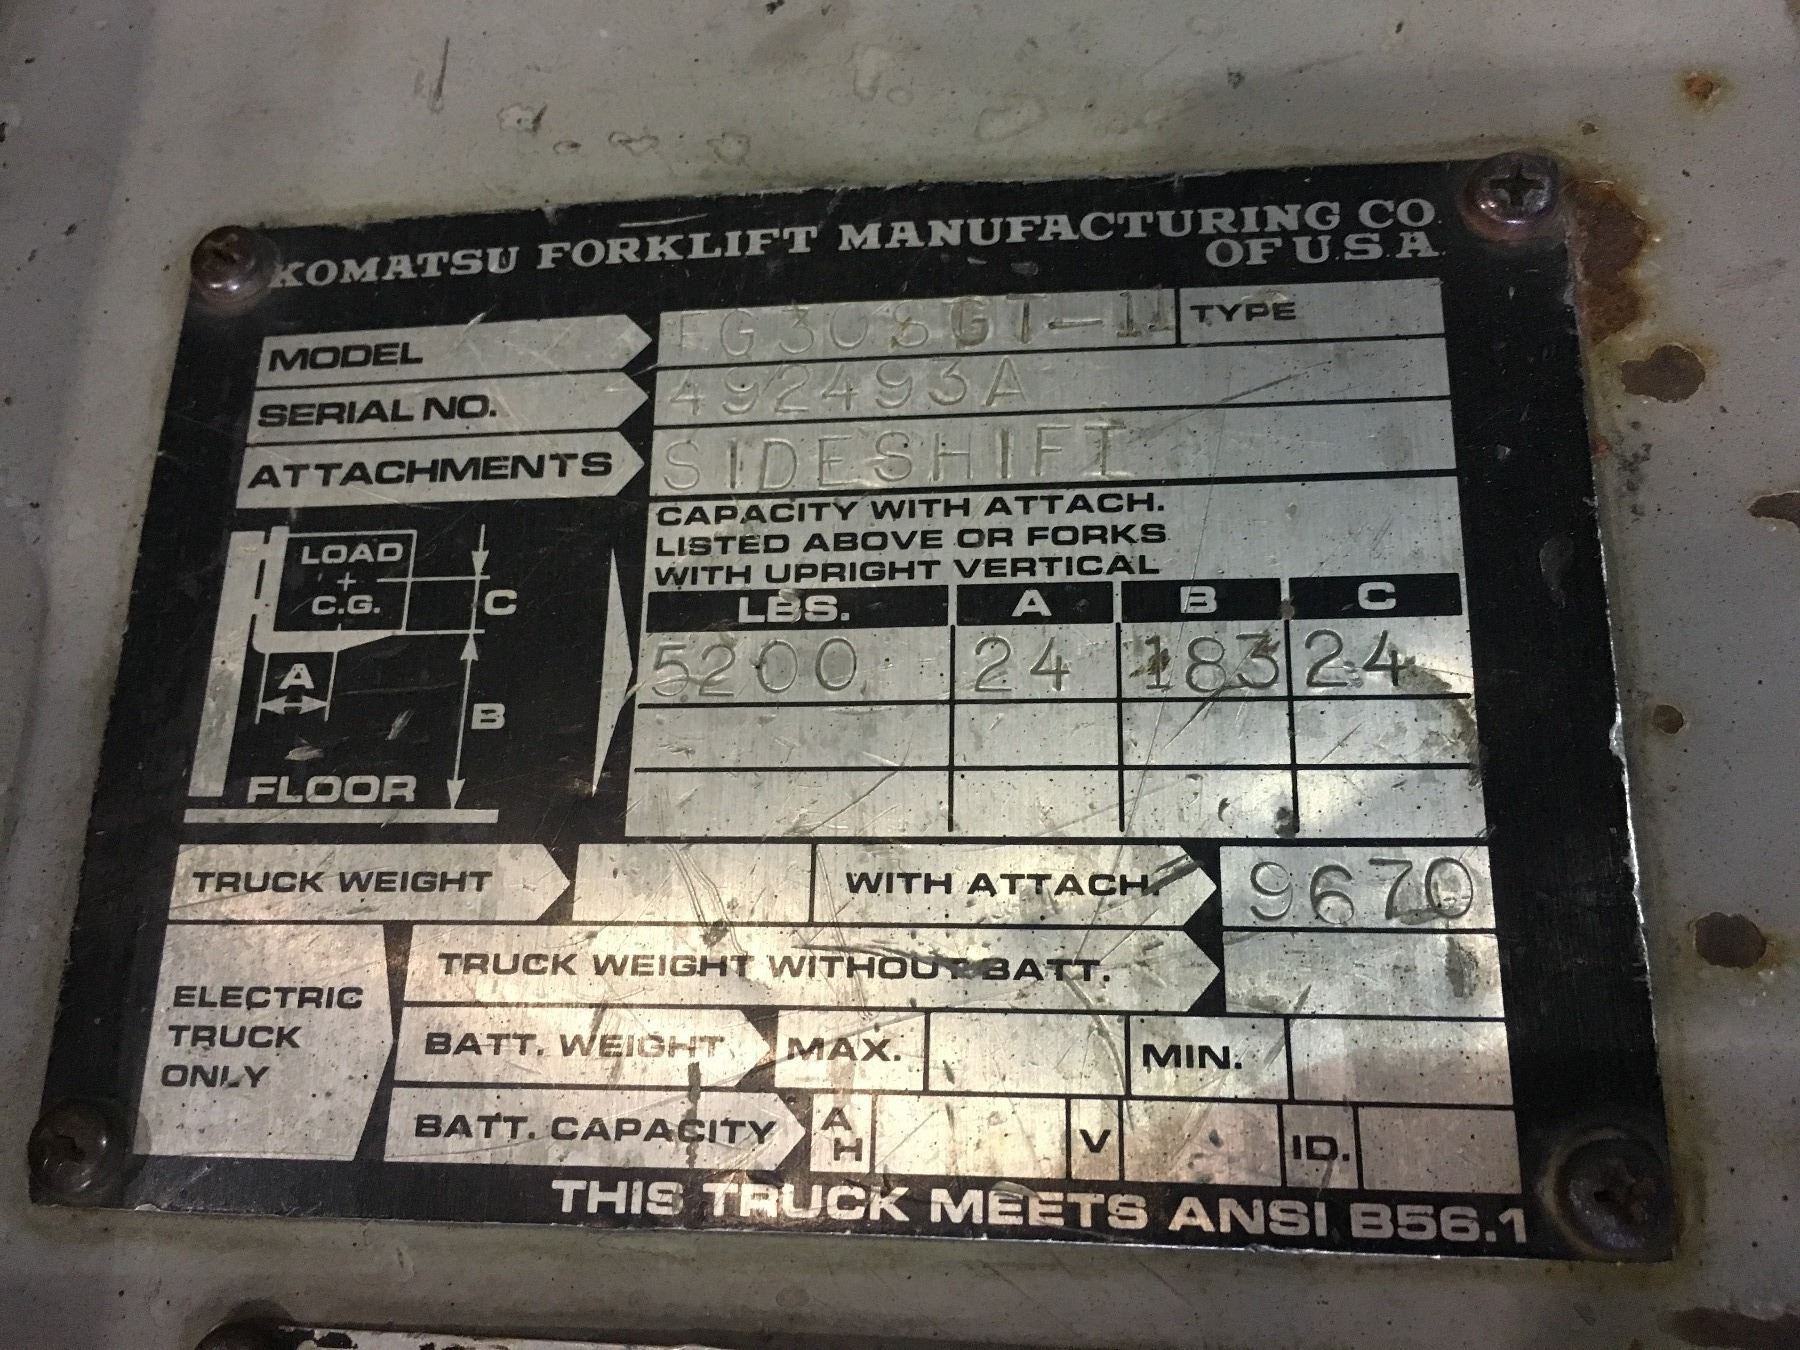 KOMATSU FORKLIFT MANUFACTURING CO.
OF U.S.A.
MODEL FG30SGT-11 TYPE
SERIAL NO. 492493A
ATTACHMENTS SIDESHIFT
CAPACITY WITH ATTACH.
LISTED ABOVE OR FORKS
WITH UPRIGHT VERTICAL
LOAD
+
C.G.
C
A
B
FLOOR
LBS. A B C
5200 24 183 24
TRUCK WEIGHT WITH ATTACH. 9670
ELECTRIC
TRUCK
ONLY
TRUCK WEIGHT WITHOUT BATT.
BATT. WEIGHT MAX. MIN.
BATT. CAPACITY AH V ID.
THIS TRUCK MEETS ANSI B56.1